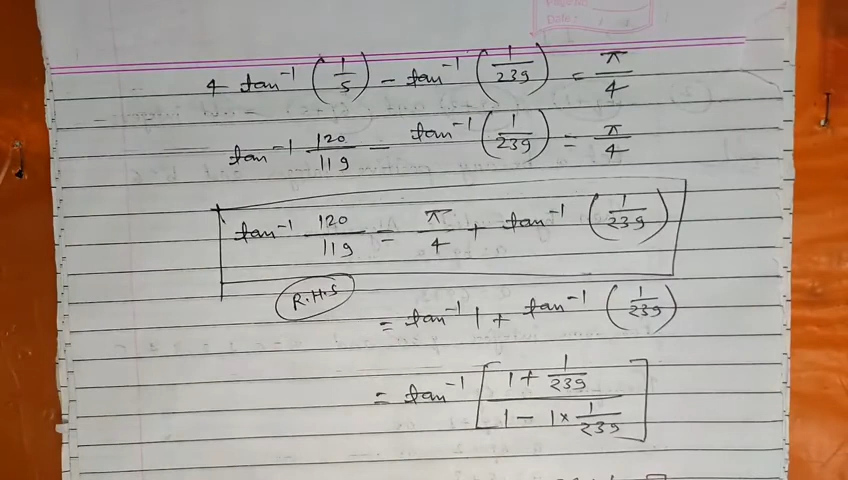 Date :
4 tan⁻¹ (1/5) - tan⁻¹ (1/239) = π/4
tan⁻¹ 120/119 - tan⁻¹ (1/239) = π/4
tan⁻¹ 120/119 = π/4 + tan⁻¹ (1/239)
R.H.S
= tan⁻¹ 1 + tan⁻¹ (1/239)
= tan⁻¹ [(1 + 1/239)/(1 - 1 × 1/239)]